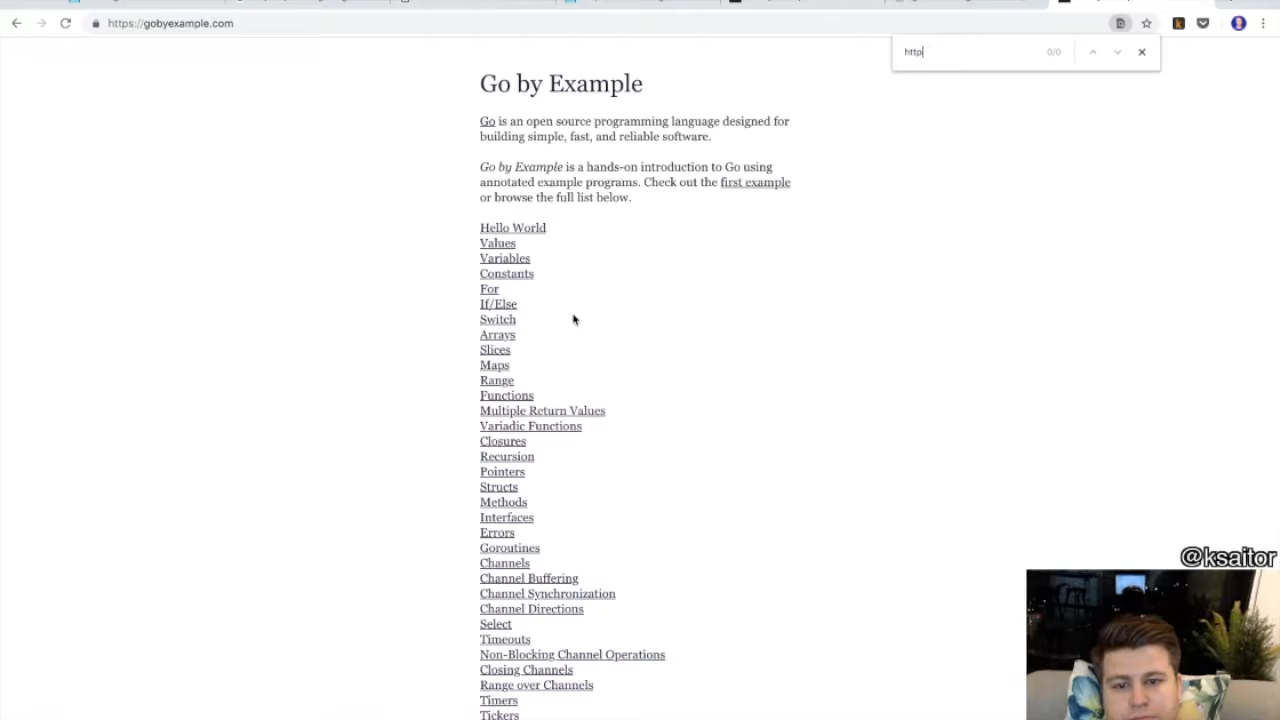 https://gobyexample.com
http
0/0
Go by Example
Go is an open source programming language designed for
building simple, fast, and reliable software.
Go by Example is a hands-on introduction to Go using
annotated example programs. Check out the first example
or browse the full list below.
Hello World
Values
Variables
Constants
For
If/Else
Switch
Arrays
Slices
Maps
Range
Functions
Multiple Return Values
Variadic Functions
Closures
Recursion
Pointers
Structs
Methods
Interfaces
Errors
Goroutines
Channels
Channel Buffering
Channel Synchronization
Channel Directions
Select
Timeouts
Non-Blocking Channel Operations
Closing Channels
Range over Channels
Timers
Tickers
@ksaitor